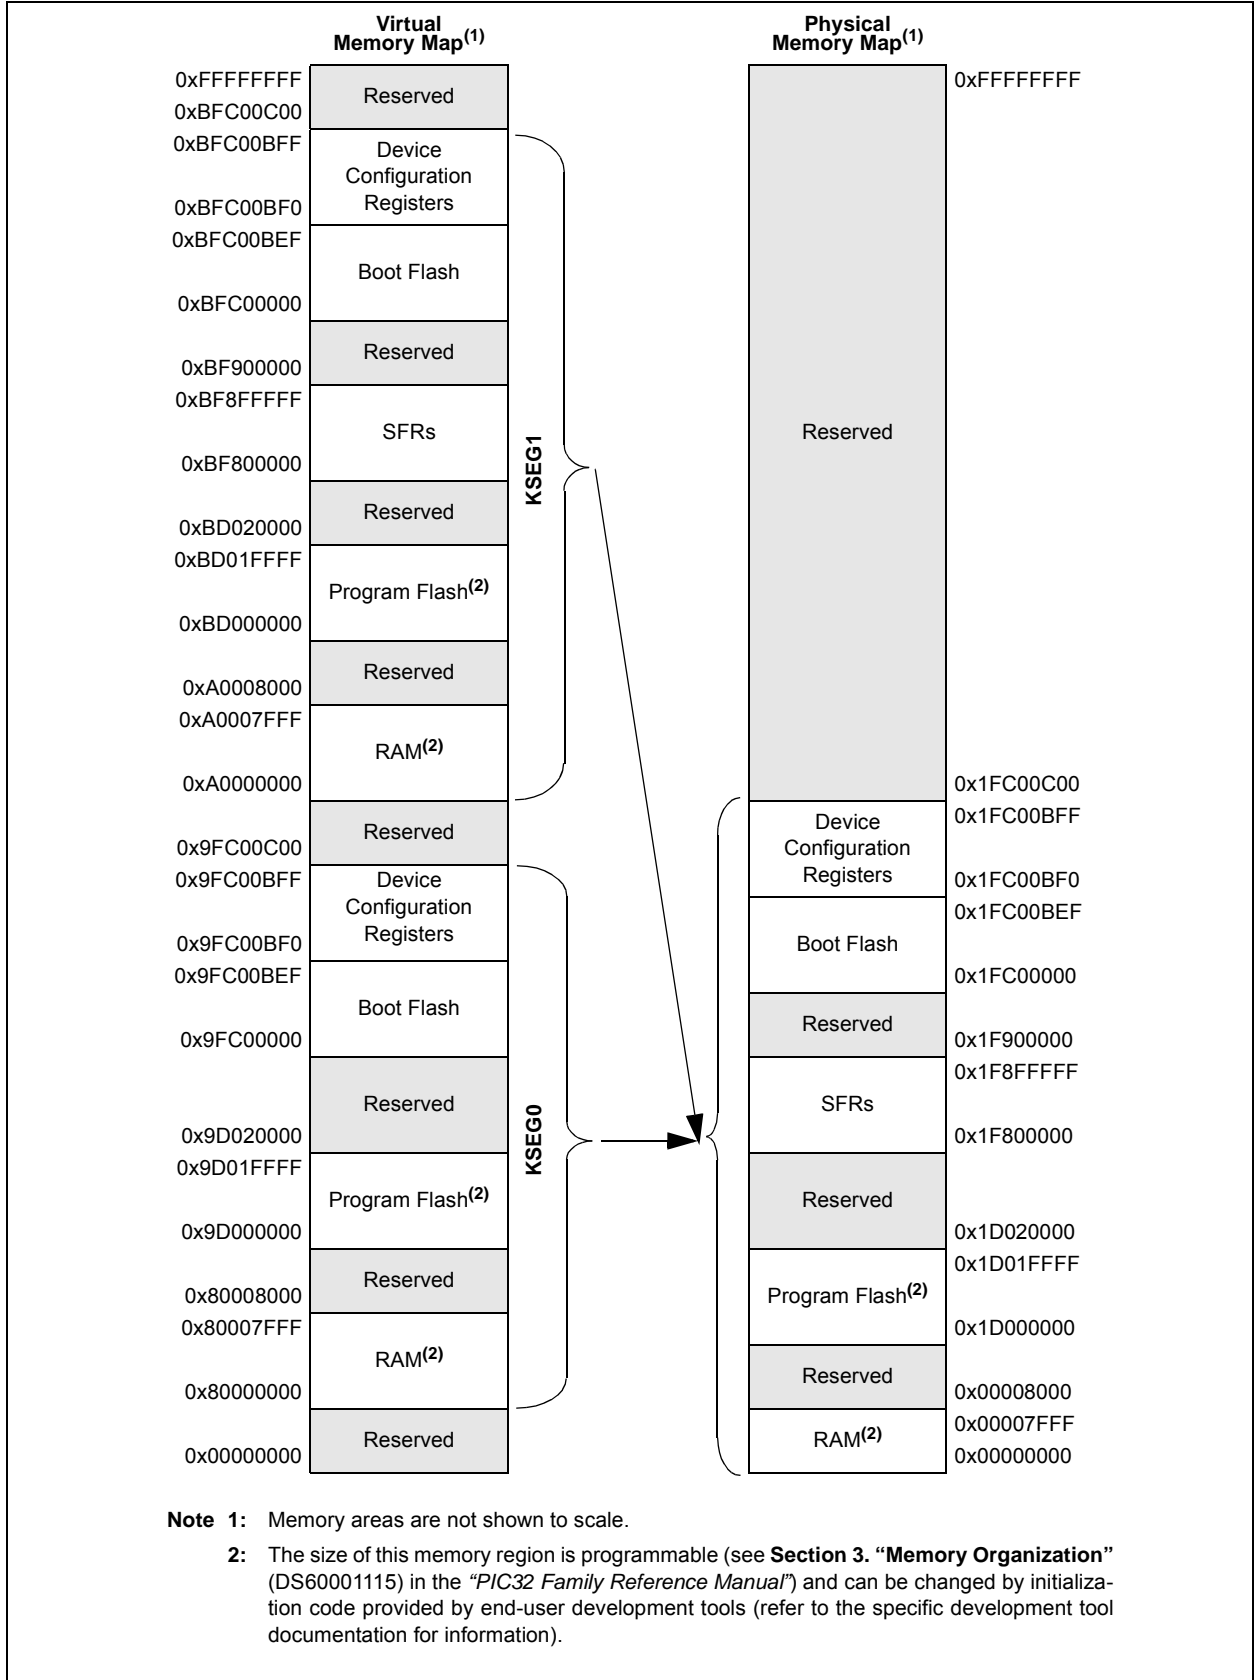 Virtual
Memory Map(1)
Physical
Memory Map(1)
0xFFFFFFFF
Reserved
0xBFC00C00
0xBFC00BFF
Device
Configuration
Registers
0xBFC00BF0
0xBFC00BEF
Boot Flash
0xBFC00000
Reserved
0xBF900000
0xBF8FFFFF
SFRs
0xBF800000
Reserved
0xBD020000
0xBD01FFFF
Program Flash(2)
0xBD000000
Reserved
0xA0008000
0xA0007FFF
RAM(2)
0xA0000000
Reserved
0x9FC00C00
0x9FC00BFF
Device
Configuration
Registers
0x9FC00BF0
0x9FC00BEF
Boot Flash
0x9FC00000
Reserved
0x9D020000
0x9D01FFFF
Program Flash(2)
0x9D000000
Reserved
0x80008000
0x80007FFF
RAM(2)
0x80000000
Reserved
0x00000000
KSEG1
KSEG0
0xFFFFFFFF
Reserved
0x1FC00C00
0x1FC00BFF
Device
Configuration
Registers
0x1FC00BF0
0x1FC00BEF
Boot Flash
0x1FC00000
Reserved
0x1F900000
0x1F8FFFFF
SFRs
0x1F800000
Reserved
0x1D020000
0x1D01FFFF
Program Flash(2)
0x1D000000
Reserved
0x00008000
0x00007FFF
RAM(2)
0x00000000
Note 1: Memory areas are not shown to scale.
2: The size of this memory region is programmable (see Section 3. “Memory Organization”
(DS60001115) in the “PIC32 Family Reference Manual”) and can be changed by initializa-
tion code provided by end-user development tools (refer to the specific development tool
documentation for information).